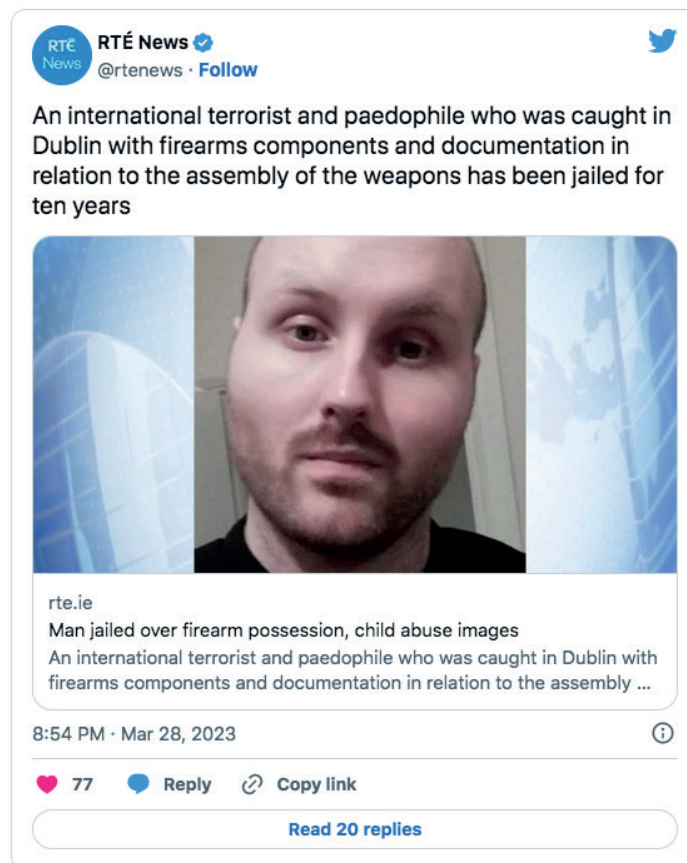 RTÉ
News
RTÉ News
@rtenews · Follow
An international terrorist and paedophile who was caught in
Dublin with firearms components and documentation in
relation to the assembly of the weapons has been jailed for
ten years
rte.ie
Man jailed over firearm possession, child abuse images
An international terrorist and paedophile who was caught in Dublin with
firearms components and documentation in relation to the assembly ...
8:54 PM · Mar 28, 2023
77 Reply Copy link
Read 20 replies